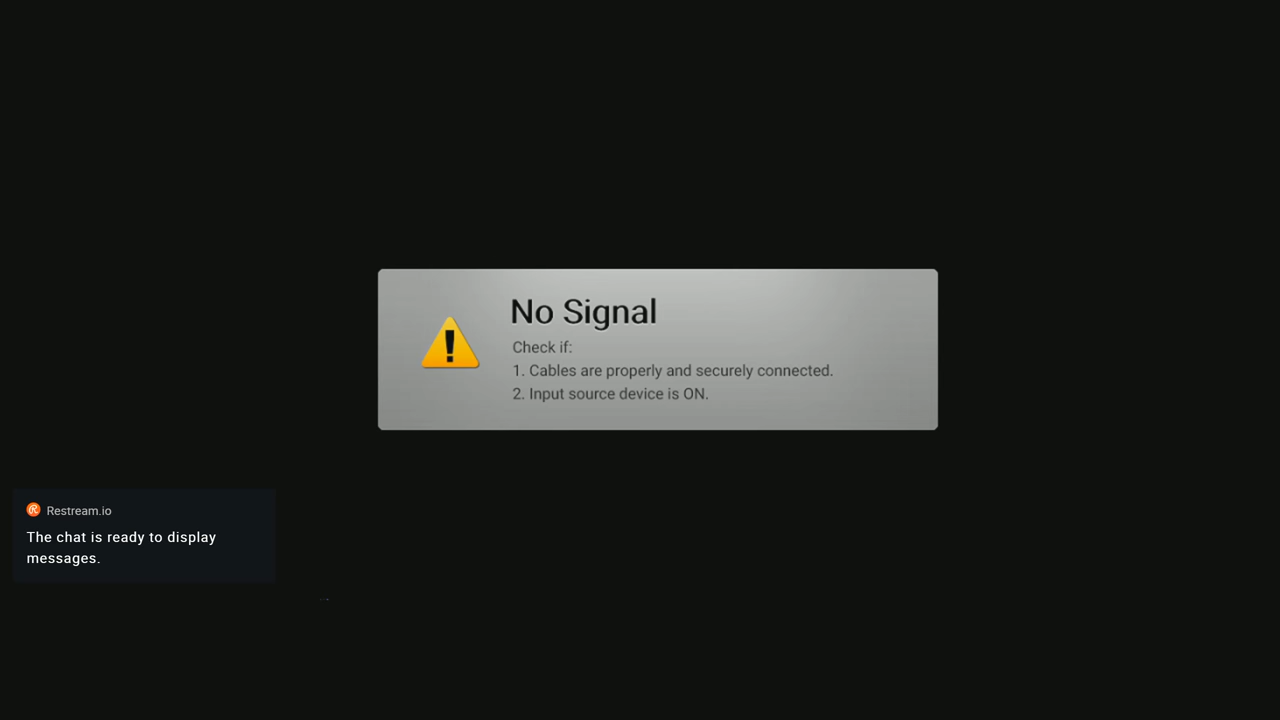 No Signal
Check if:
1. Cables are properly and securely connected.
2. Input source device is ON.
Restream.io
The chat is ready to display
messages.